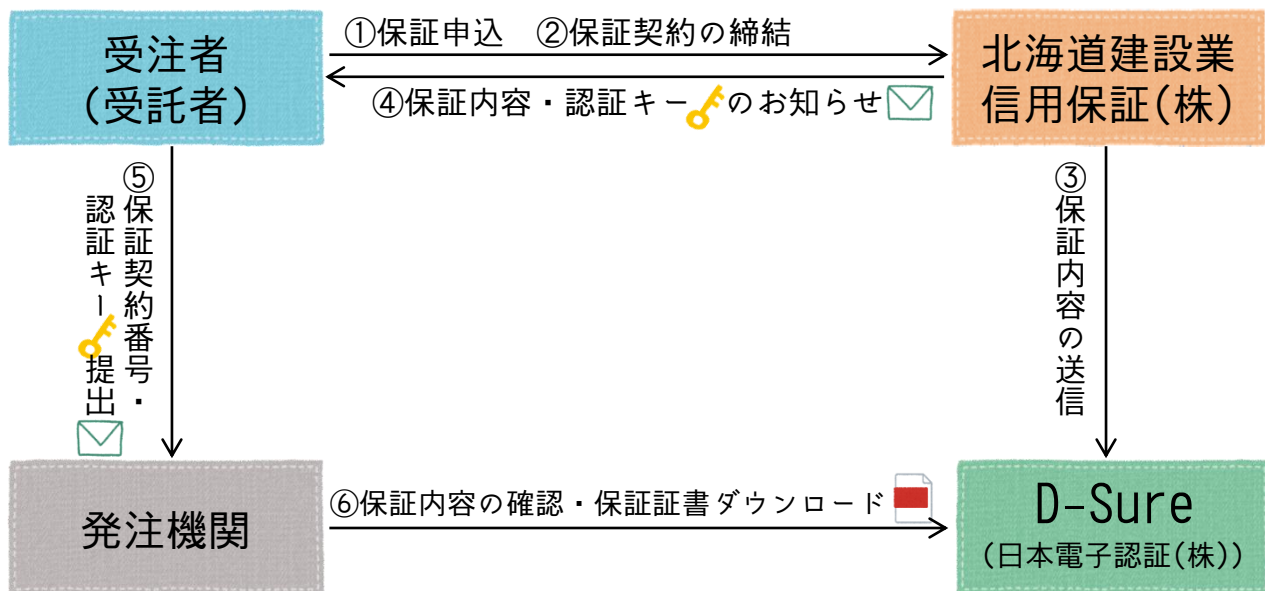 受注者
(受託者)
①保証申込　②保証契約の締結
④保証内容・認証キーのお知らせ
北海道建設業
信用保証(株)
⑤保証契約番号・
認証キー提出
③保証内容の送信
発注機関
⑥保証内容の確認・保証証書ダウンロード
D-Sure
(日本電子認証(株))